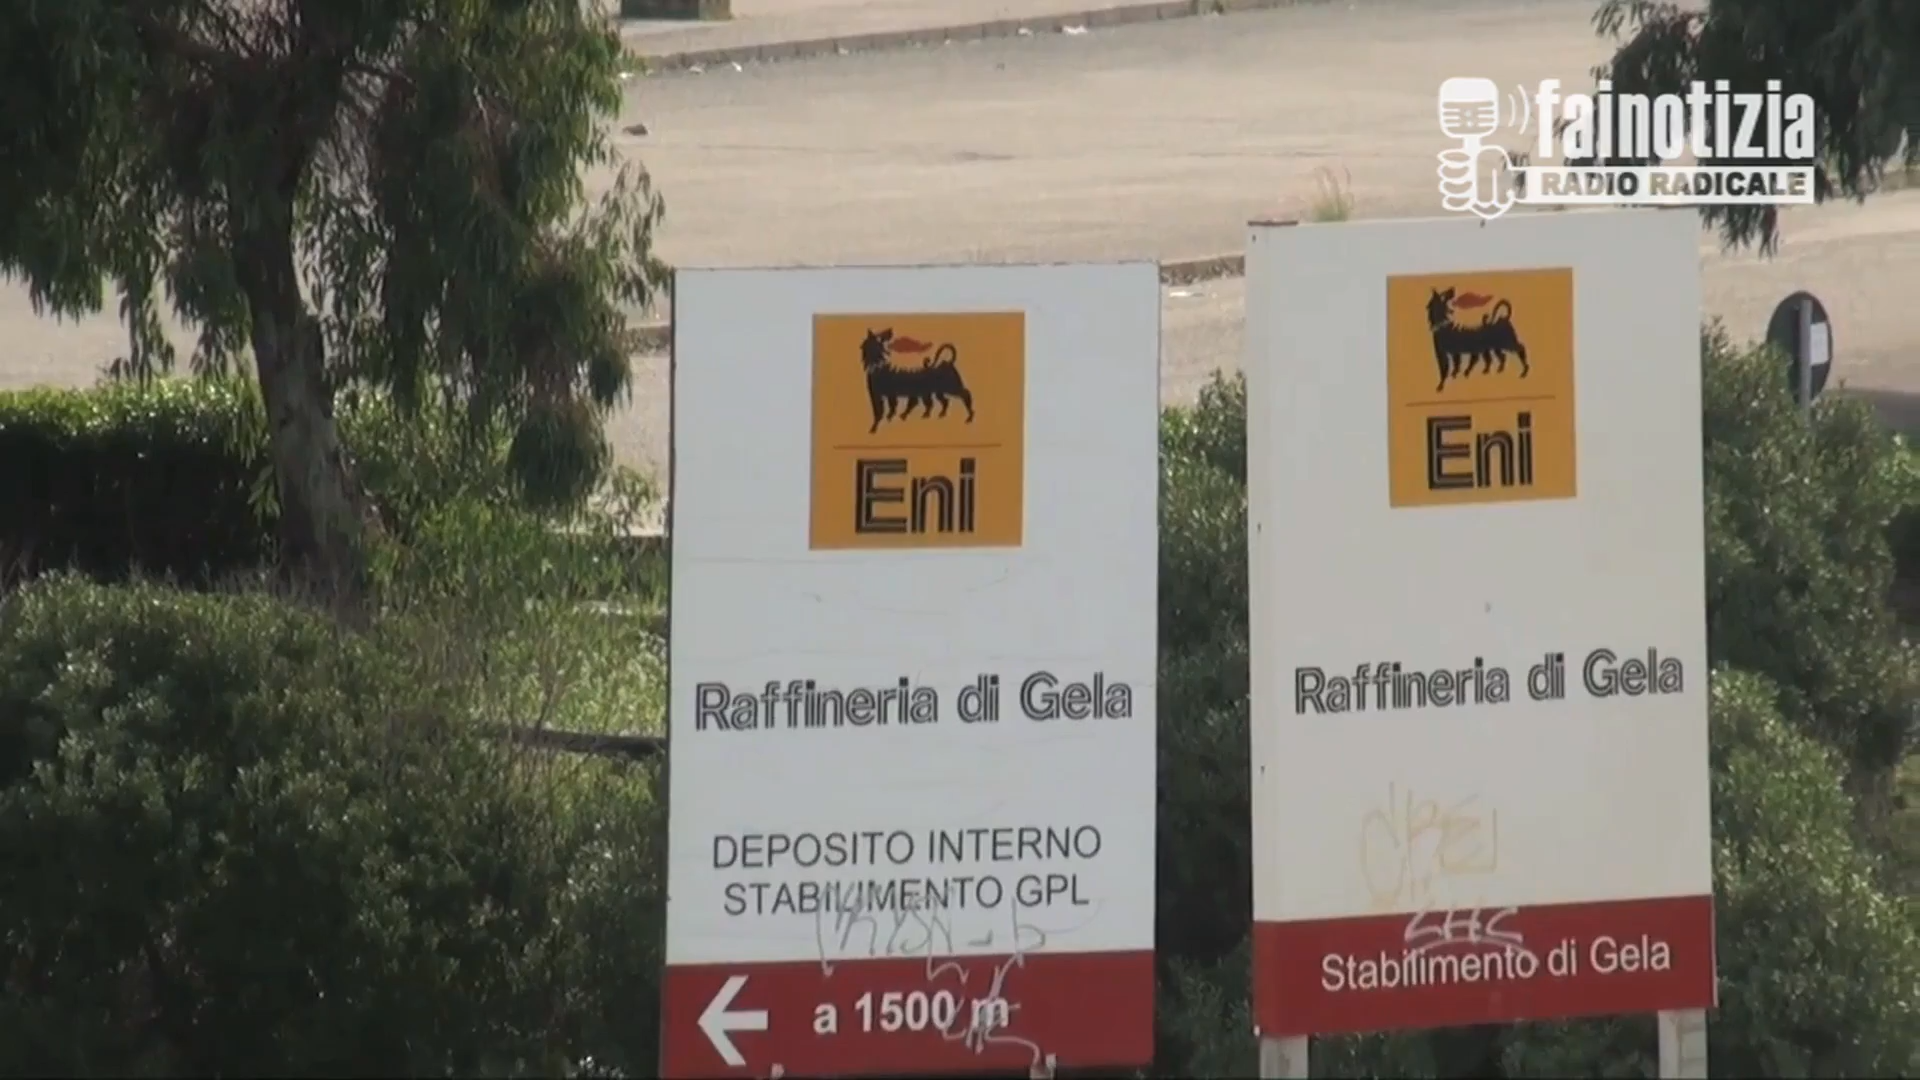 fainotizia
RADIO RADICALE
Eni
Raffineria di Gela
DEPOSITO INTERNO
STABILIMENTO GPL
a 1500 m
Eni
Raffineria di Gela
Stabilimento di Gela